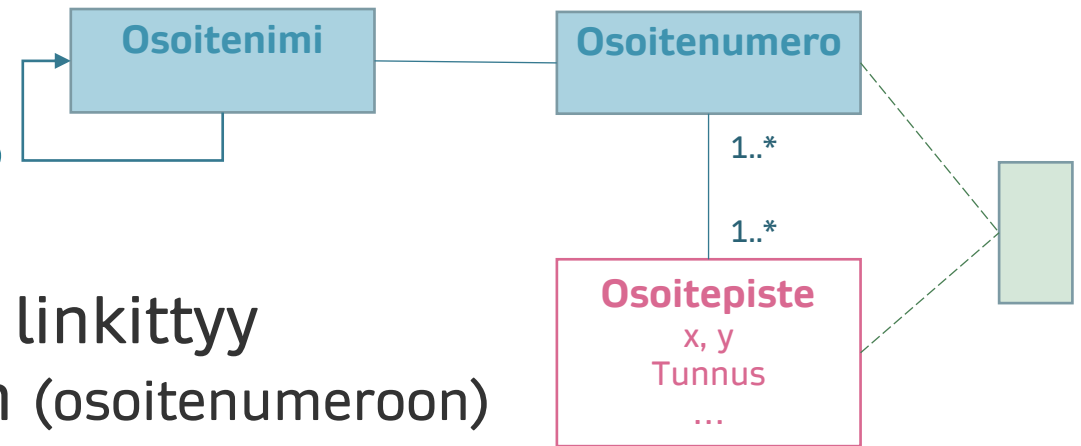 Osoitenimi
Osoitenumero
1..*
1..*
Osoitepiste
x, y
Tunnus
...
linkittyy
(osoitenumeroon)